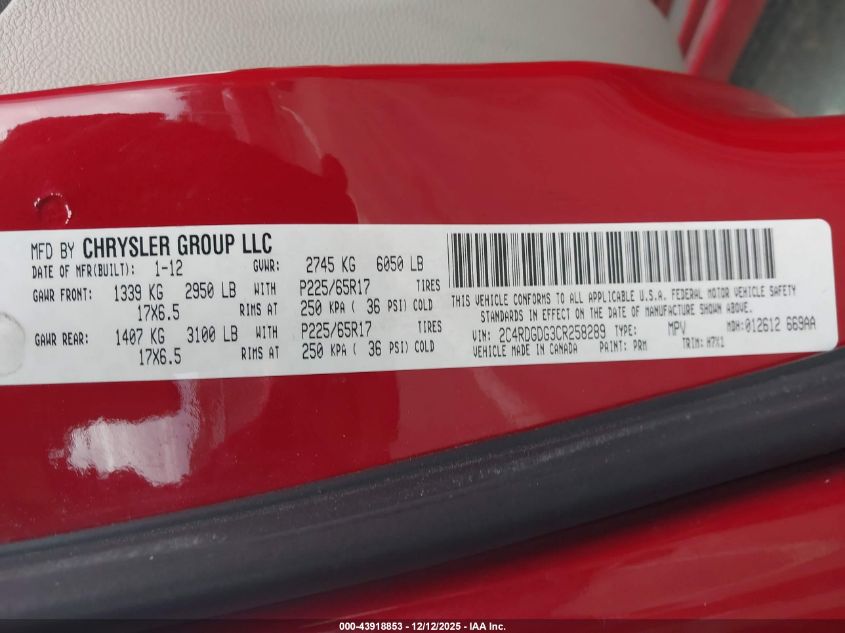 MFD BY CHRYSLER GROUP LLC
DATE OF MFR(BUILT): 1-12 GVWR: 2745 KG 6050 LB
GAWR FRONT: 1339 KG 2950 LB WITH P225/65R17 TIRES
17X6.5 RIMS AT 250 KPA ( 36 PSI) COLD
GAWR REAR: 1407 KG 3100 LB WITH P225/65R17 TIRES
17X6.5 RIMS AT 250 KPA ( 36 PSI) COLD
THIS VEHICLE CONFORMS TO ALL APPLICABLE U.S.A. FEDERAL MOTOR VEHICLE SAFETY
STANDARDS IN EFFECT ON THE DATE OF MANUFACTURE SHOWN ABOVE.
VIN: 2C4RDGDG3CR258289 TYPE: MPV MDH: 012612 669AA
VEHICLE MADE IN CANADA PAINT: PRM TRIM: H7X1
000-43918853 - 12/12/2025 - IAA Inc.